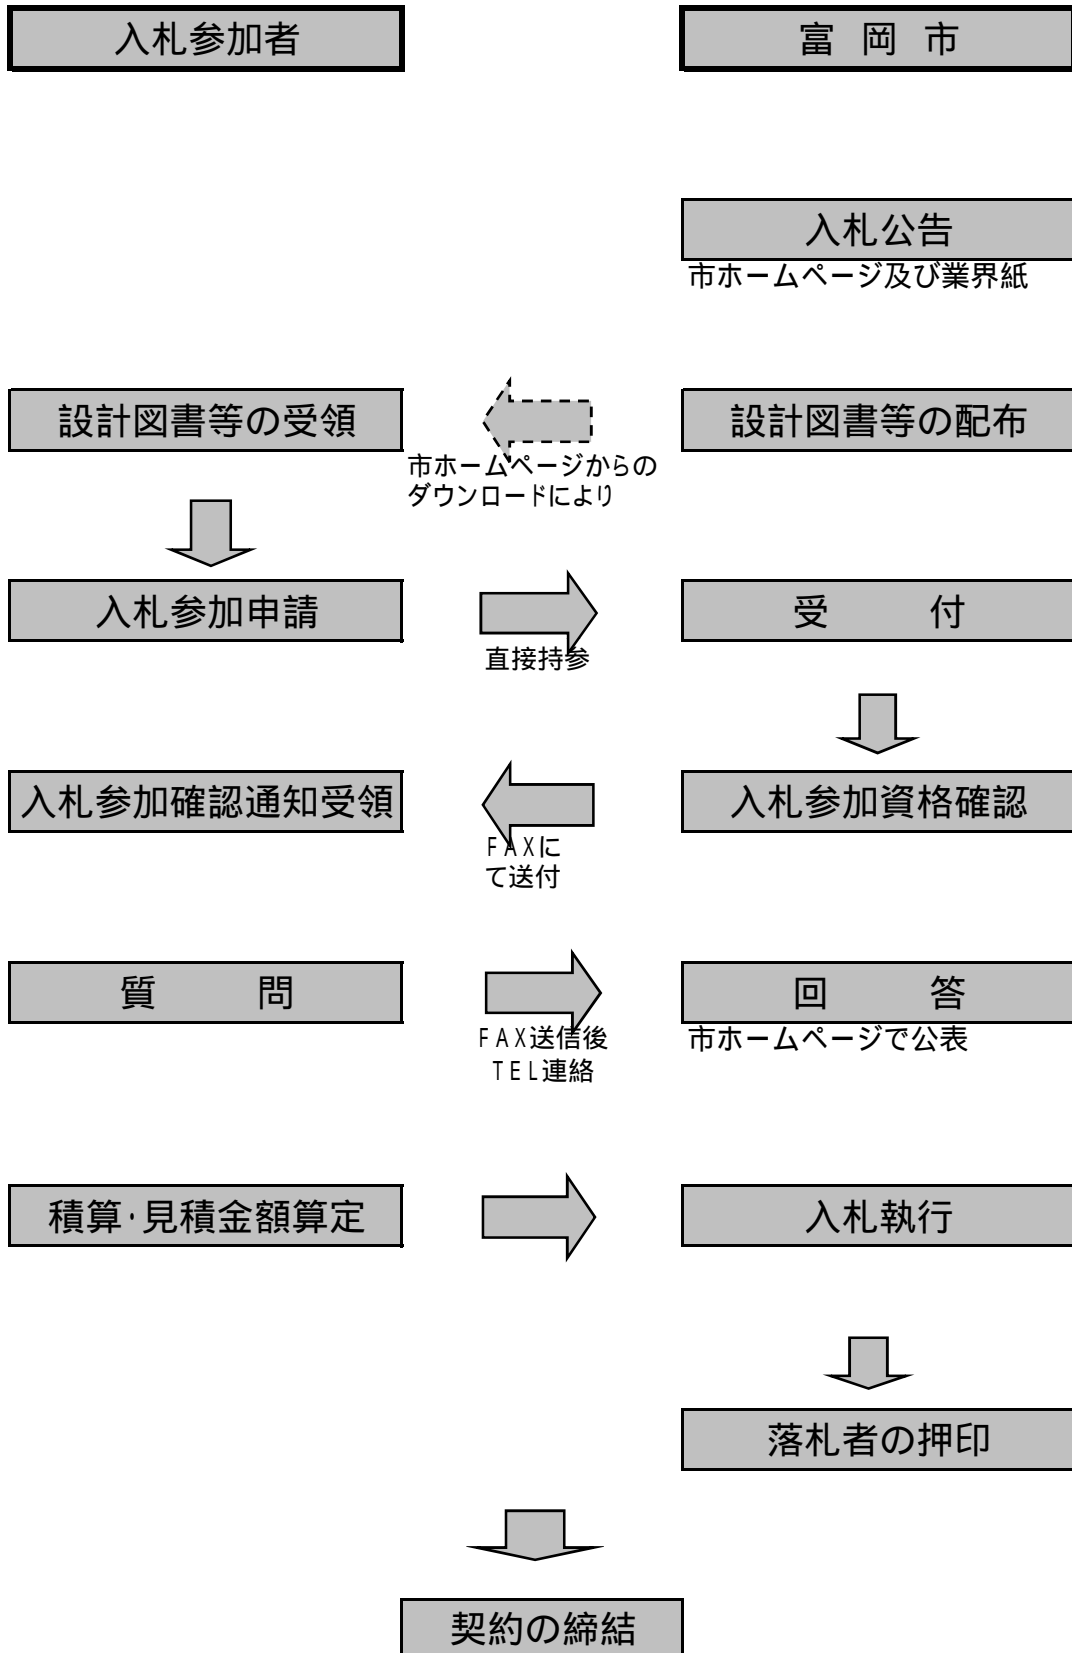 入札参加者
富岡市
入札公告
市ホームページ及び業界紙
設計図書等の受領
設計図書等の配布
市ホームページからの
ダウンロードにより
入札参加申請
受付
直接持参
入札参加確認通知受領
入札参加資格確認
FAXに
て送付
質問
回答
FAX送信後
TEL連絡
市ホームページで公表
積算・見積金額算定
入札執行
落札者の押印
契約の締結